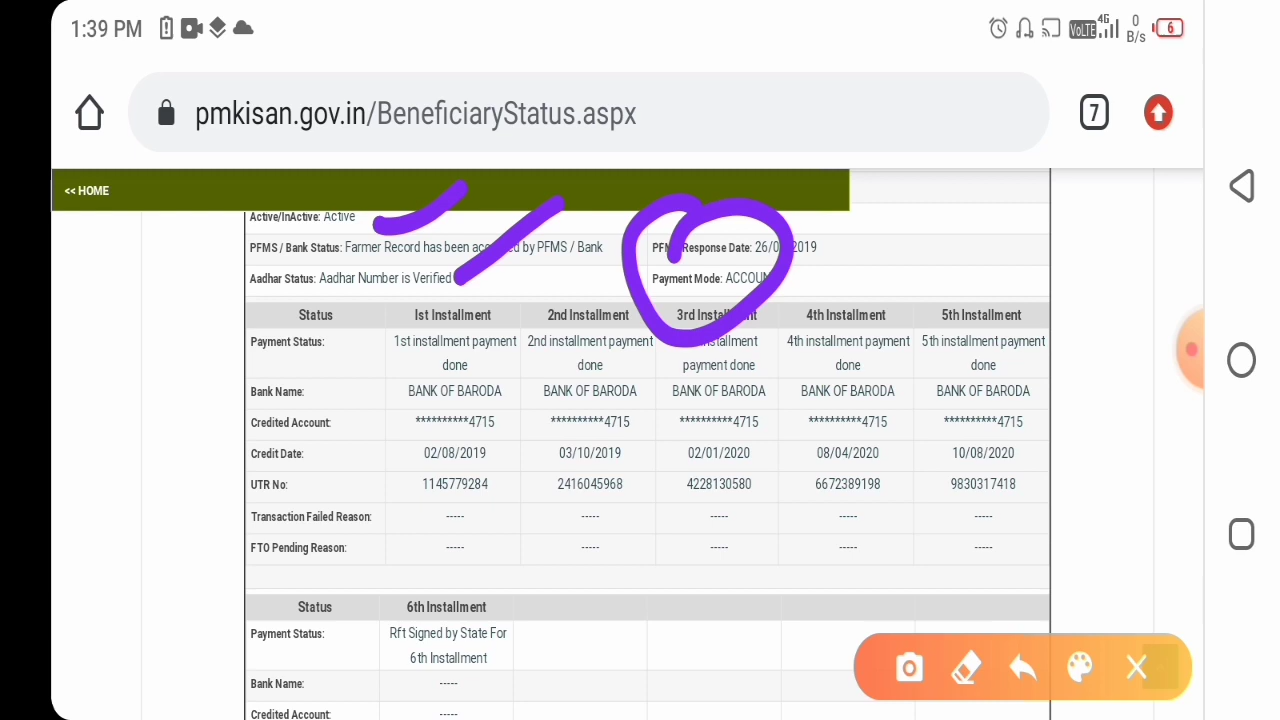 1:39 PM 4G VoLTE 0 B/s 6
pmkisan.gov.in/BeneficiaryStatus.aspx 7
<< HOME
Active/InActive: Active
PFMS / Bank Status: Farmer Record has been by PFMS / Bank Response Date: 2019
Aadhar Status: Aadhar Number is Verified Payment Mode:
Status Ist Installment 2nd Installment 3rd 4th Installment 5th Installment
Payment Status: 1st installment payment done 2nd installment payment done installment payment done 4th installment payment done 5th installment payment done
Bank Name: BANK OF BARODA BANK OF BARODA BANK OF BARODA BANK OF BARODA BANK OF BARODA
Credited Account: **********4715 **********4715 **********4715 **********4715 **********4715
Credit Date: 02/08/2019 03/10/2019 02/01/2020 08/04/2020 10/08/2020
UTR No: 1145779284 2416045968 4228130580 6672389198 9830317418
Transaction Failed Reason: ----- ----- ----- ----- -----
FTO Pending Reason: ----- ----- ----- ----- -----
Status 6th Installment
Payment Status: Rft Signed by State For 6th Installment
Bank Name: -----
Credited Account: -----